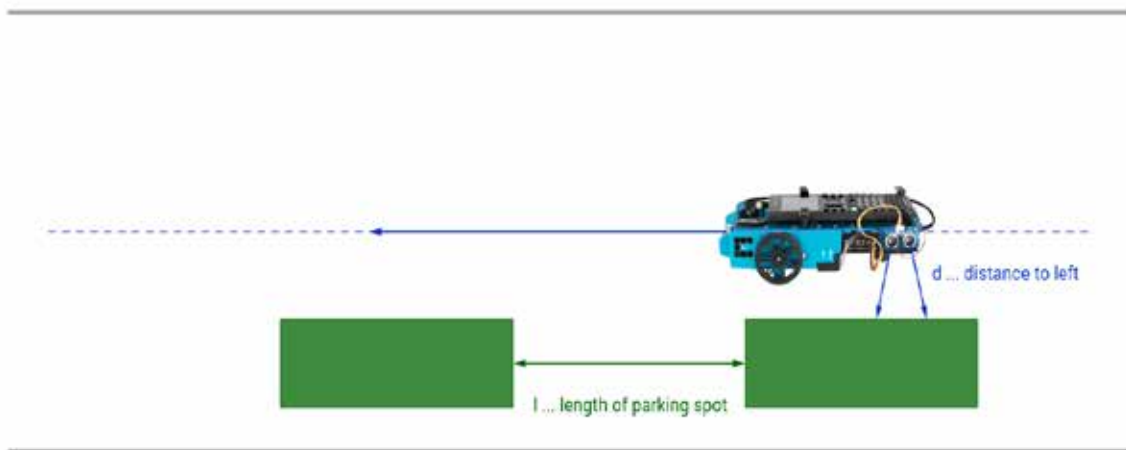 d ... distance to left
l ... length of parking spot